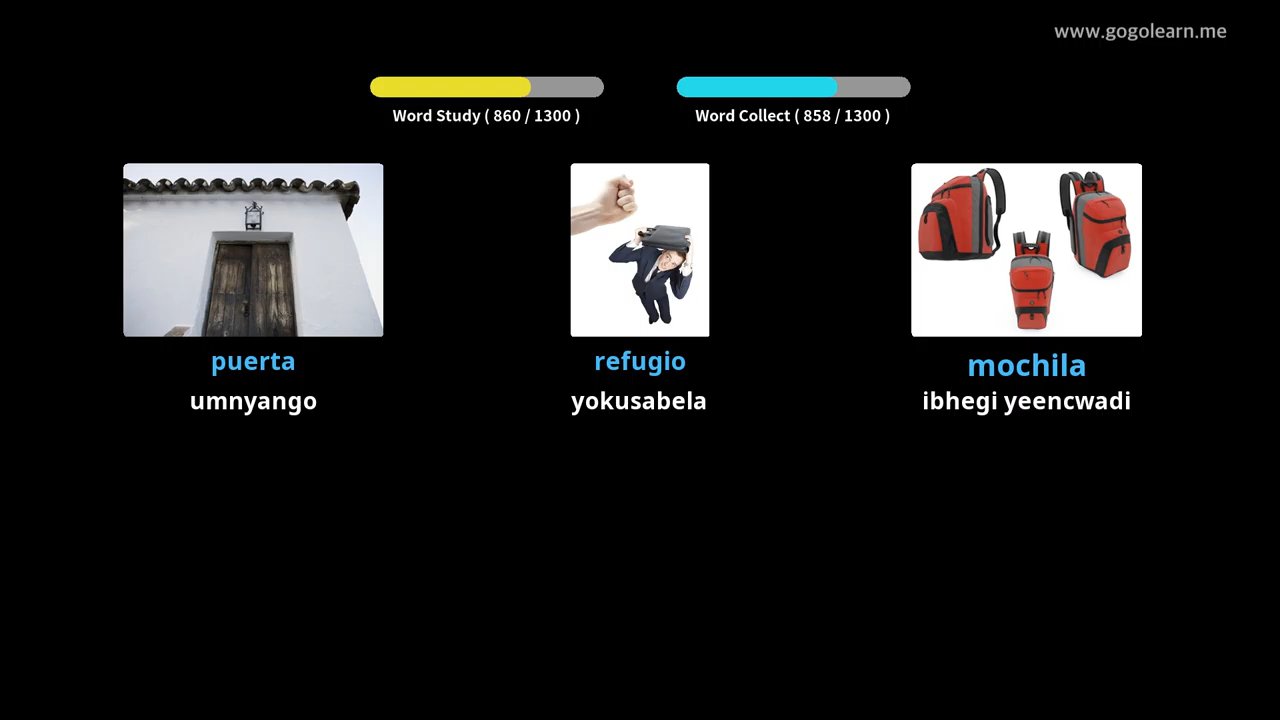 www.gogolearn.me
Word Study ( 860 / 1300 )
Word Collect ( 858 / 1300 )
puerta
refugio
mochila
umnyango
yokusabela
ibhegi yeencwadi